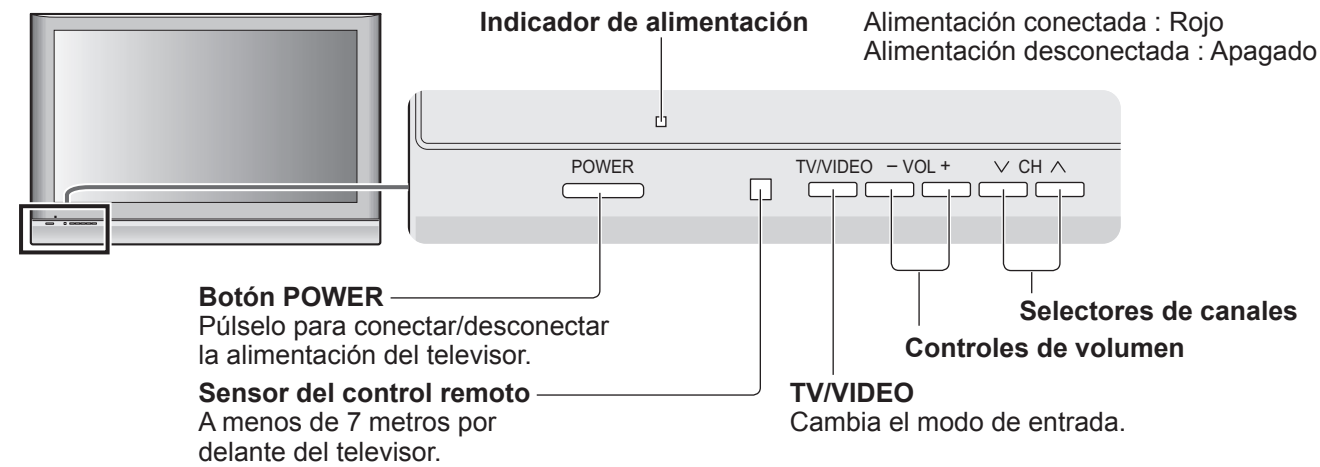 Indicador de alimentación
Alimentación conectada : Rojo
Alimentación desconectada : Apagado
POWER
TV/VIDEO
− VOL +
CH
Botón POWER
Púlselo para conectar/desconectar
la alimentación del televisor.
Selectores de canales
Controles de volumen
Sensor del control remoto
A menos de 7 metros por
delante del televisor.
TV/VIDEO
Cambia el modo de entrada.